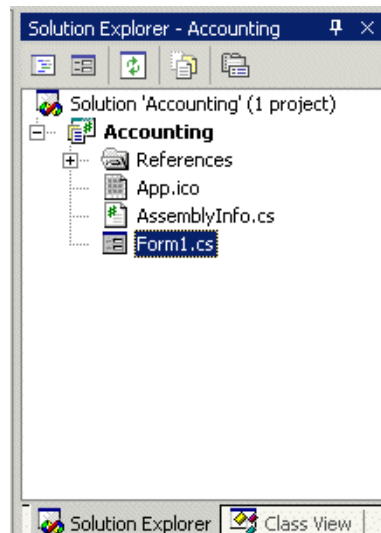 Solution Explorer - Accounting
Solution 'Accounting' (1 project)
Accounting
References
App.ico
AssemblyInfo.cs
Form1.cs
Solution Explorer Class View